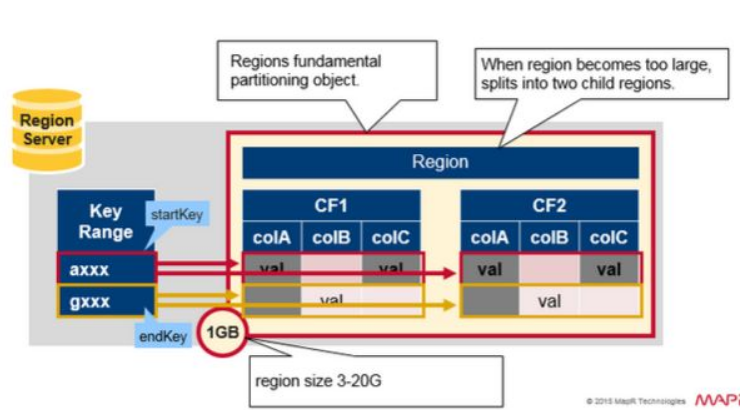 Regions fundamental
partitioning object.
When region becomes too large,
splits into two child regions.
Region
Server
Region
Key
Range
startKey
CF1
CF2
colA colB colC
colA colB colC
axxx
val val
val val
gxxx
val
val
endKey
1GB
region size 3-20G
© 2015 MapR Technologies
MAPR